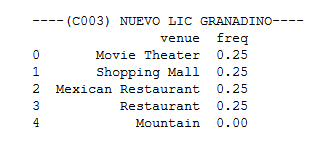 ----(C003) NUEVO LIC GRANADINO----
venue freq
0 Movie Theater 0.25
1 Shopping Mall 0.25
2 Mexican Restaurant 0.25
3 Restaurant 0.25
4 Mountain 0.00